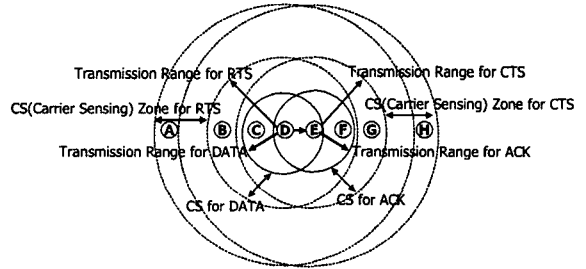 Transmission Range for RTS
Transmission Range for CTS
CS(Carrier Sensing) Zone for RTS
CS(Carrier Sensing) Zone for CTS
A B C D E F G H
Transmission Range for DATA
Transmission Range for ACK
CS for DATA
CS for ACK